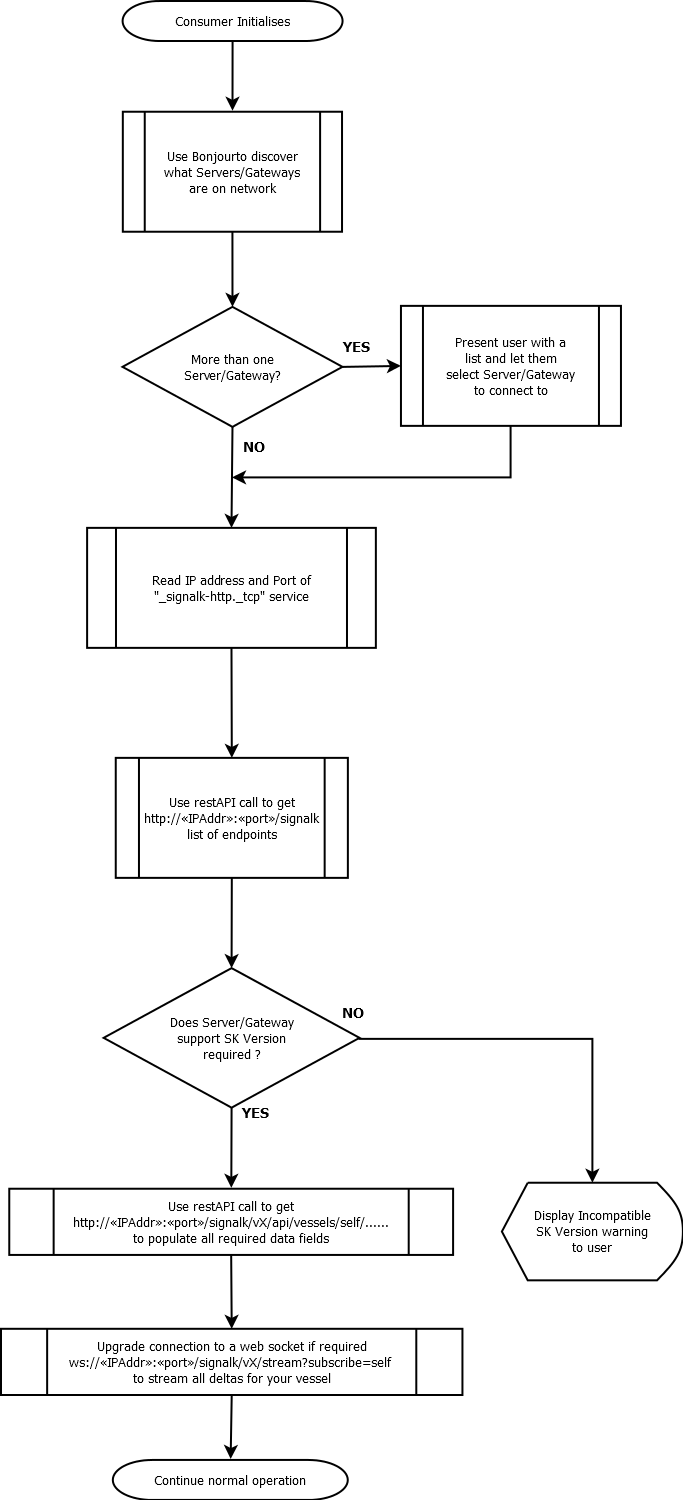 Consumer Initialises
Use Bonjourto discover
what Servers/Gateways
are on network
More than one
Server/Gateway?
YES
Present user with a
list and let them
select Server/Gateway
to connect to
NO
Read IP address and Port of
"_signalk-http._tcp" service
Use restAPI call to get
http://«IPAddr»:«port»/signalk
list of endpoints
Does Server/Gateway
support SK Version
required ?
NO
YES
Use restAPI call to get
http://«IPAddr»:«port»/signalk/vX/api/vessels/self/......
to populate all required data fields
Display Incompatible
SK Version warning
to user
Upgrade connection to a web socket if required
ws://«IPAddr»:«port»/signalk/vX/stream?subscribe=self
to stream all deltas for your vessel
Continue normal operation